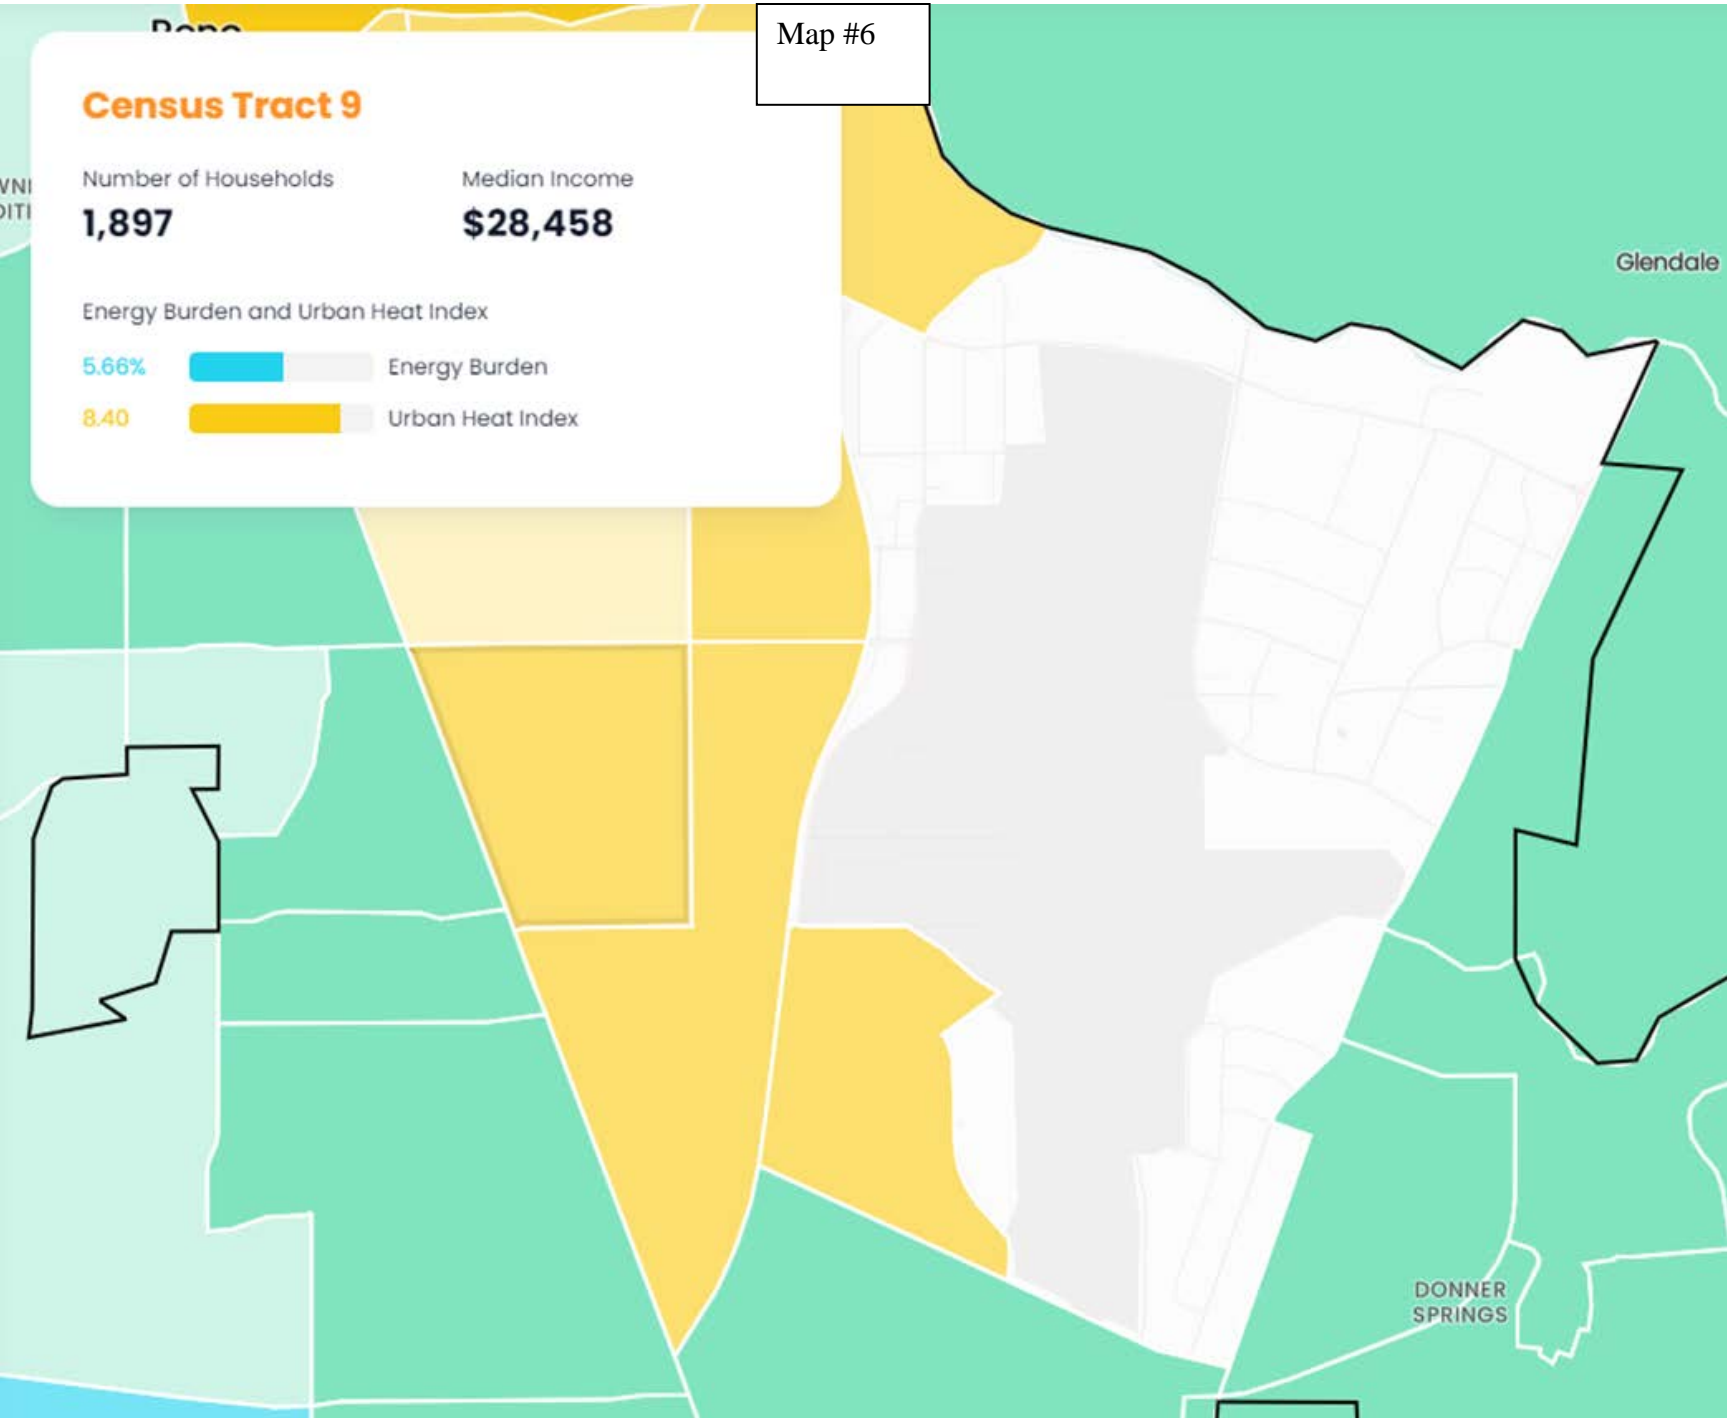 Map #6
Reno
Census Tract 9
Number of Households
Median Income
1,897
$28,458
Energy Burden and Urban Heat Index
5.66%
Energy Burden
8.40
Urban Heat Index
Glendale
DONNER
SPRINGS